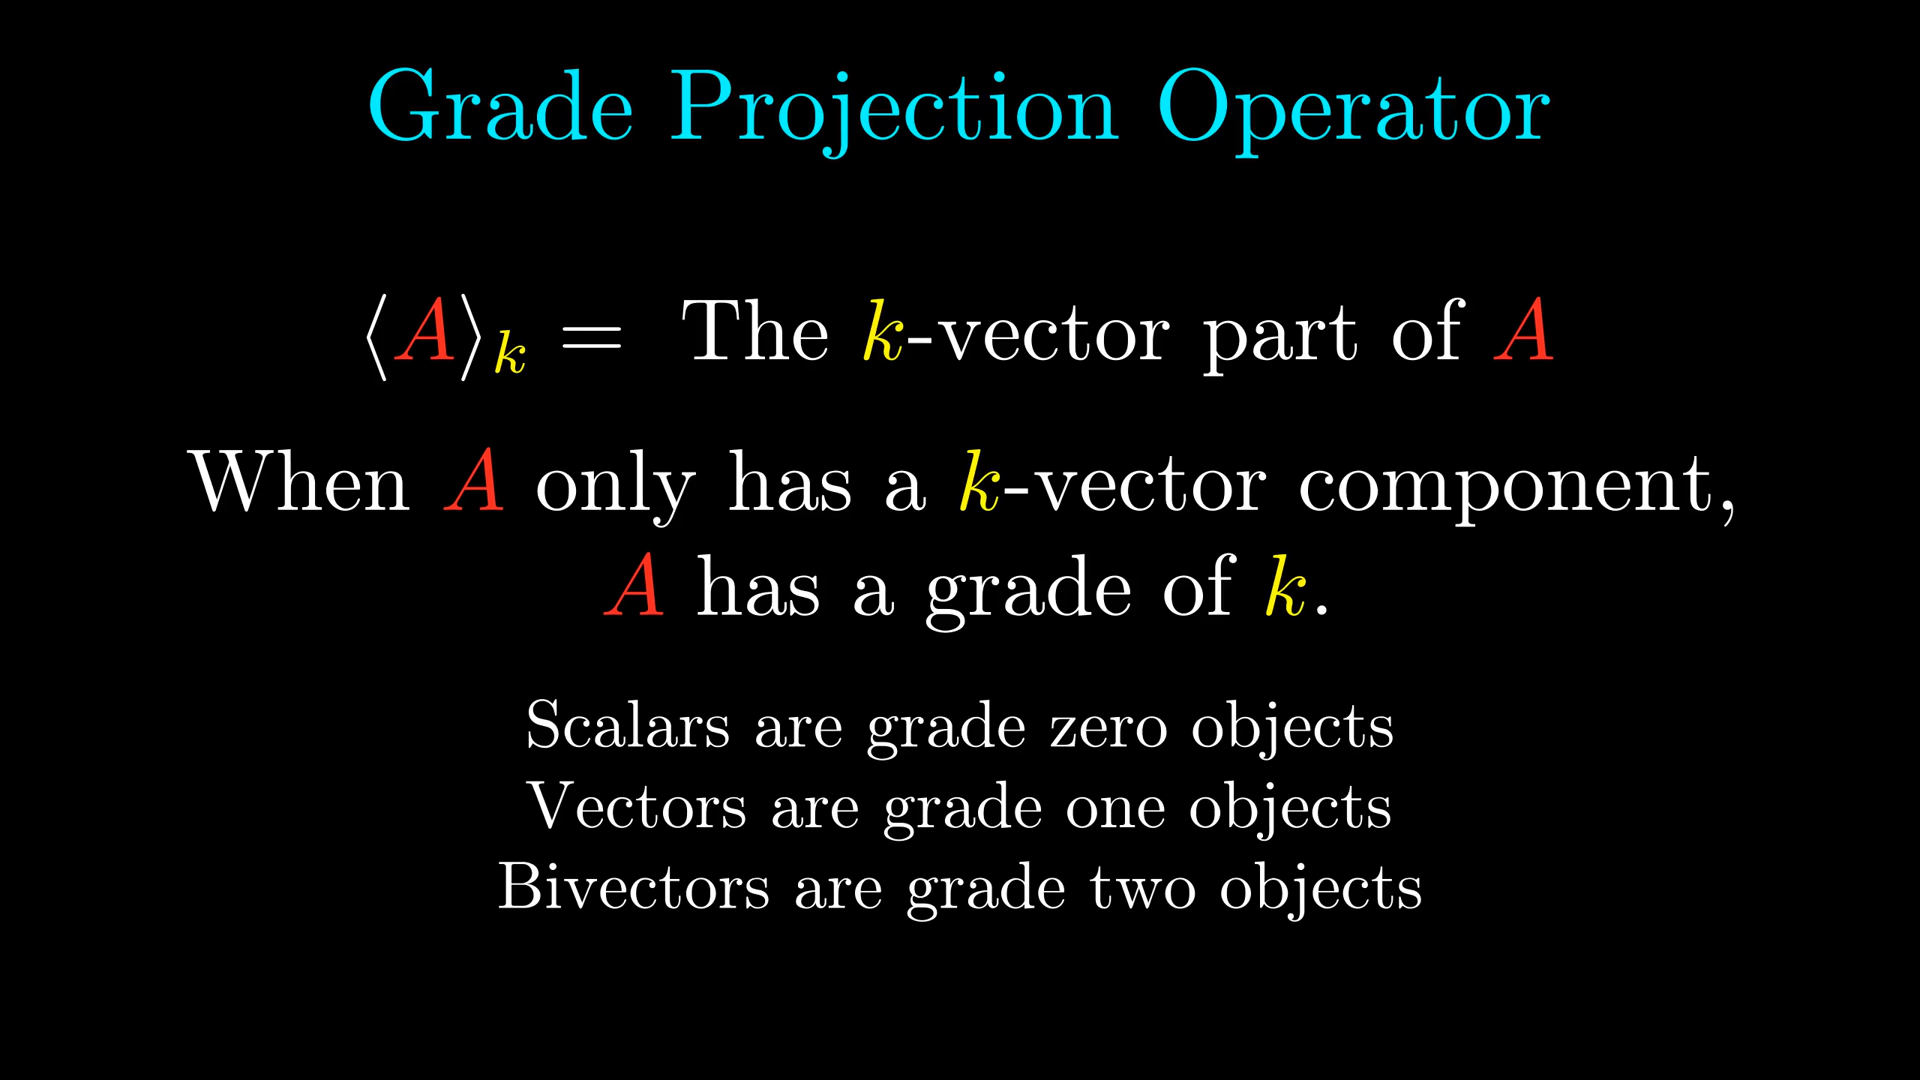 Grade Projection Operator
⟨A⟩k = The k-vector part of A
When A only has a k-vector component,
A has a grade of k.
Scalars are grade zero objects
Vectors are grade one objects
Bivectors are grade two objects